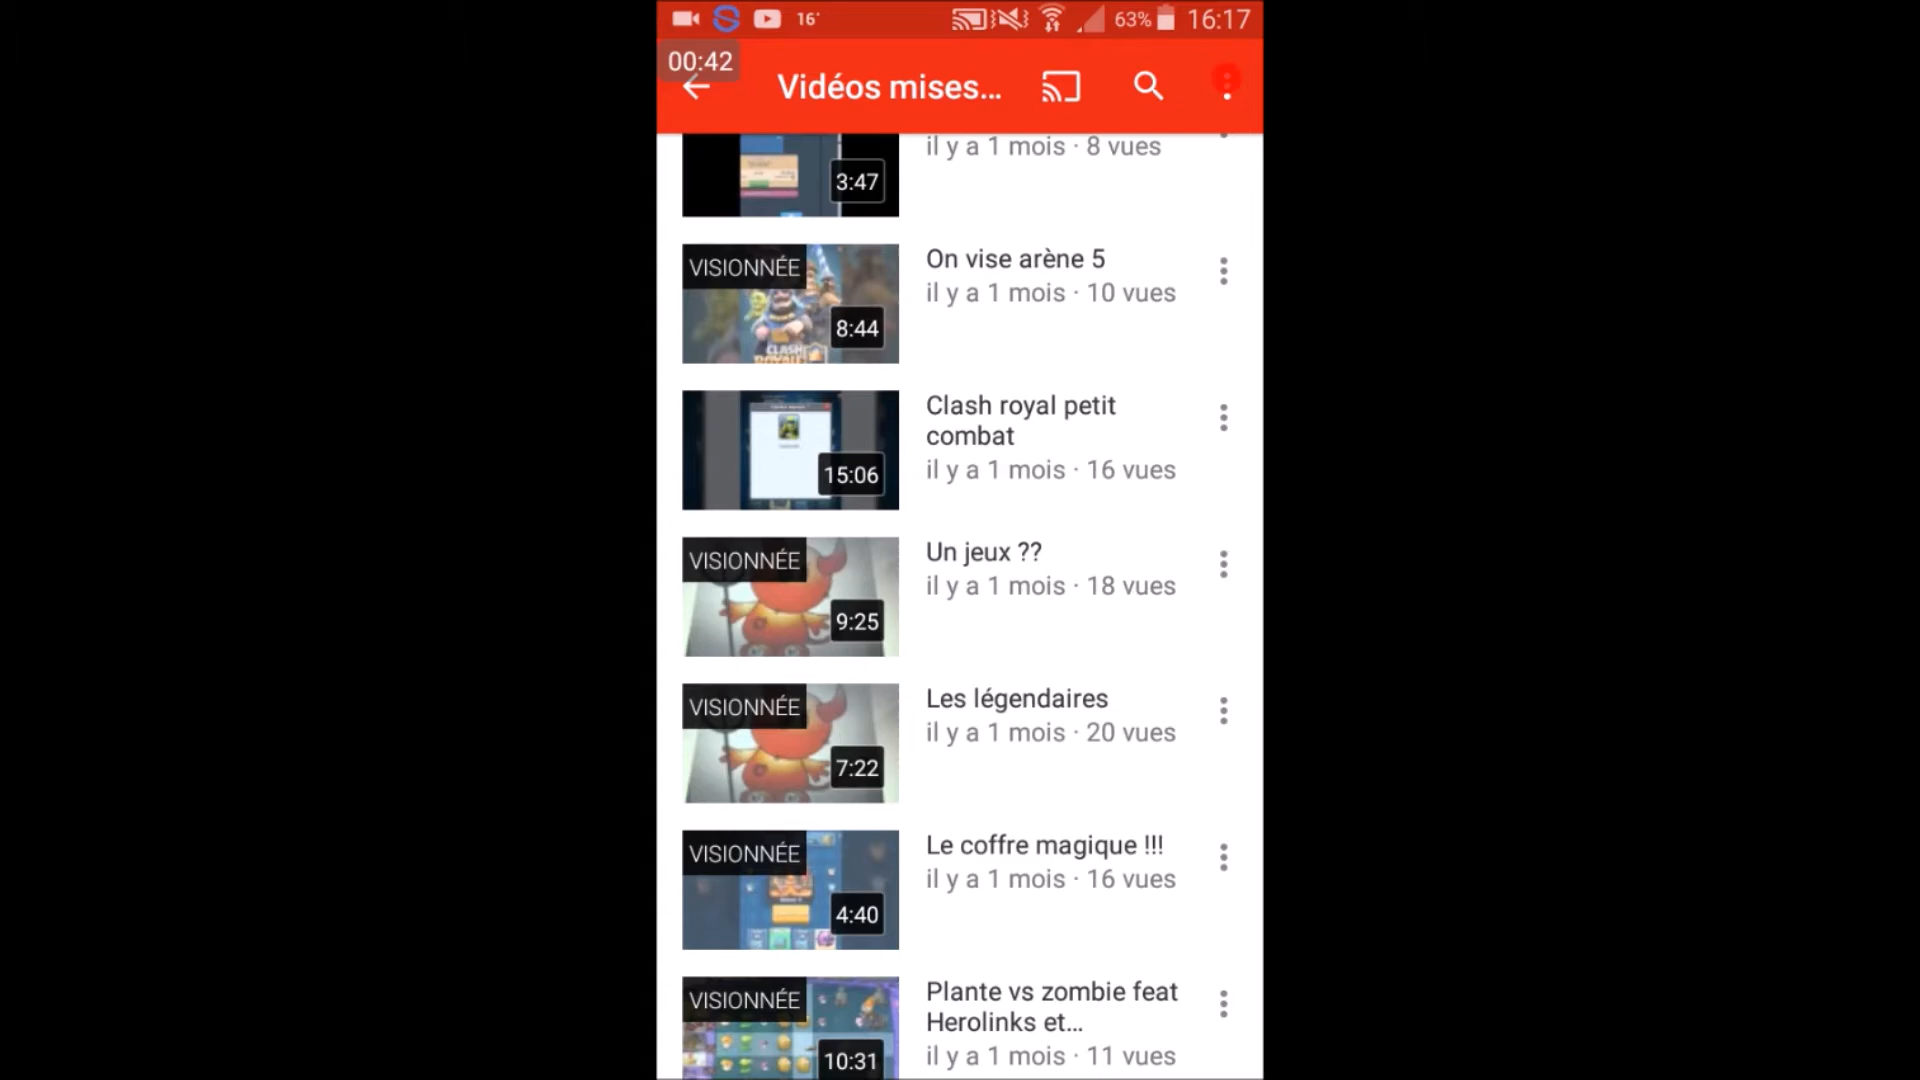 16°
63%
16:17
00:42
Vidéos mises...
il y a 1 mois · 8 vues
3:47
VISIONNÉE
On vise arène 5
il y a 1 mois · 10 vues
8:44
CLASH
ROYALE
Clash royal petit
combat
il y a 1 mois · 16 vues
15:06
VISIONNÉE
Un jeux ??
il y a 1 mois · 18 vues
9:25
VISIONNÉE
Les légendaires
il y a 1 mois · 20 vues
7:22
VISIONNÉE
Le coffre magique !!!
il y a 1 mois · 16 vues
4:40
VISIONNÉE
Plante vs zombie feat
Herolinks et...
il y a 1 mois · 11 vues
10:31